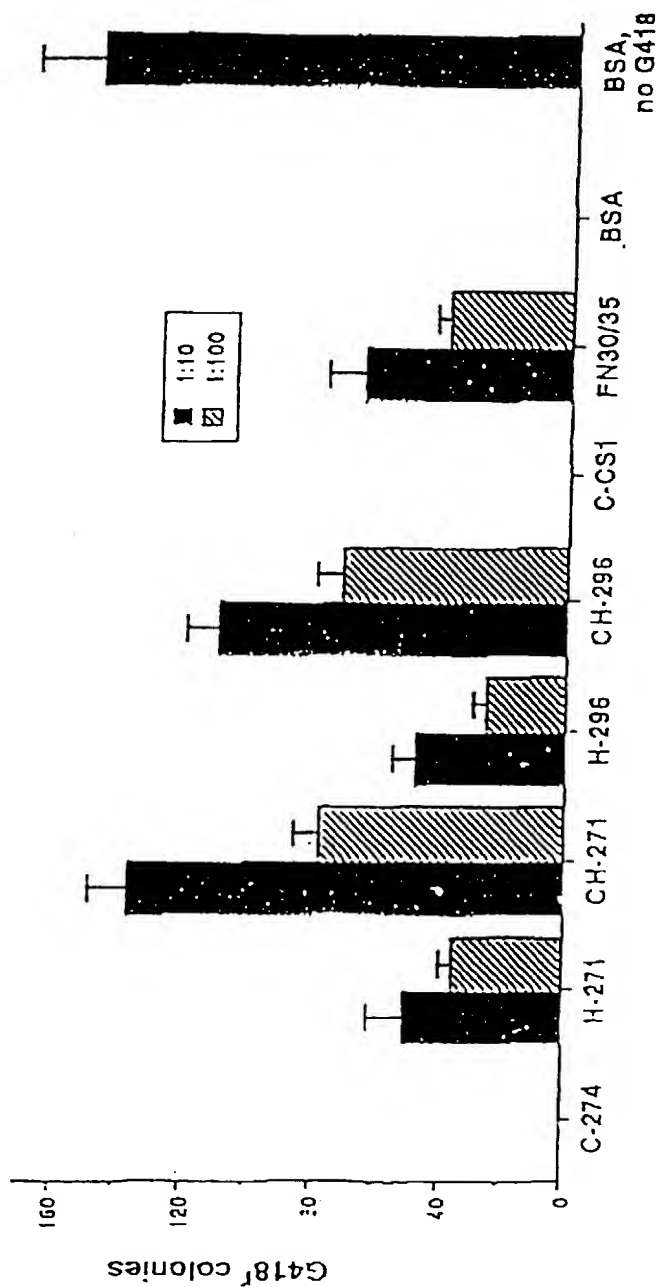 G418r colonies
160
120
80
40
0
1:10
1:100
C-274
H-271
CH-271
H-296
CH-296
C-CS1
FN30/35
BSA
BSA,
no G418